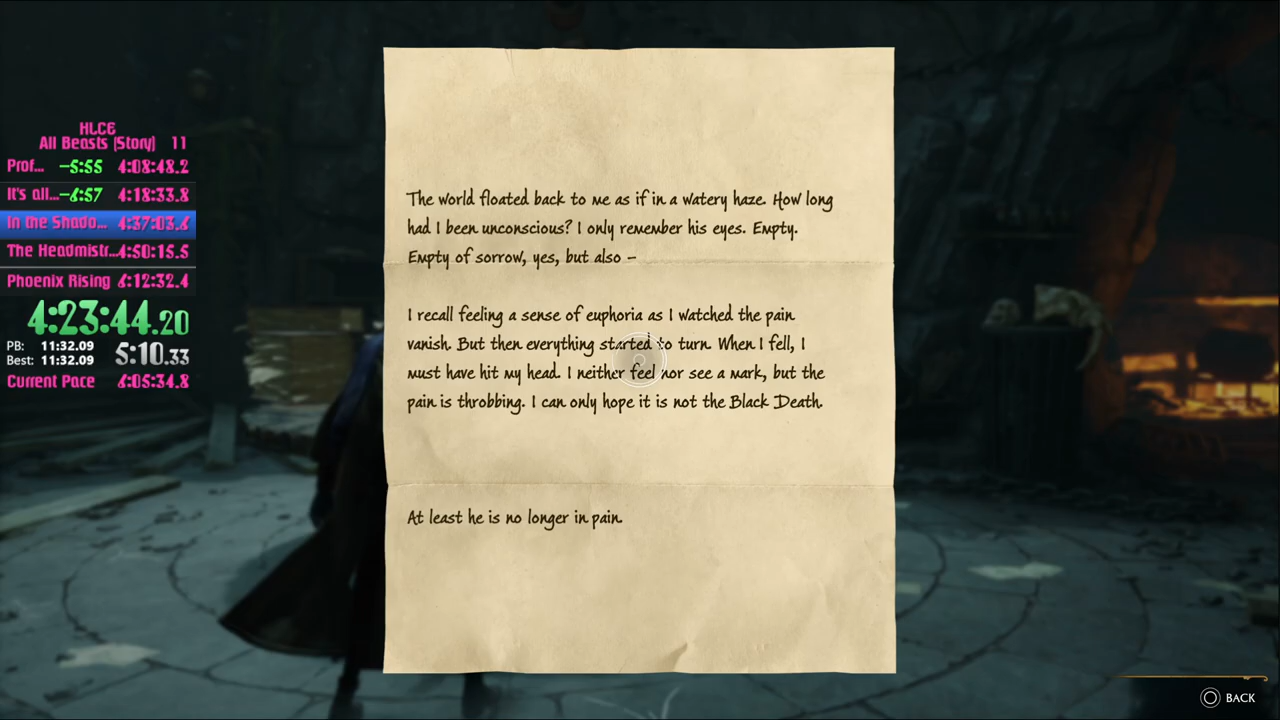 HLCE
All Beasts (Story) 11
Prof... -5:55 4:08:48.2
It's all... -6:57 4:18:33.8
In the Shado... 4:37:03.6
The Headmistr... 4:50:15.5
Phoenix Rising 6:12:32.4
4:23:44.20
PB: 11:32.09
Best: 11:32.09
5:10.33
Current Pace 6:05:34.8
The world floated back to me as if in a watery haze. How long
had I been unconscious? I only remember his eyes. Empty.
Empty of sorrow, yes, but also –
I recall feeling a sense of euphoria as I watched the pain
vanish. But then everything started to turn. When I fell, I
must have hit my head. I neither feel nor see a mark, but the
pain is throbbing. I can only hope it is not the Black Death.
At least he is no longer in pain.
BACK